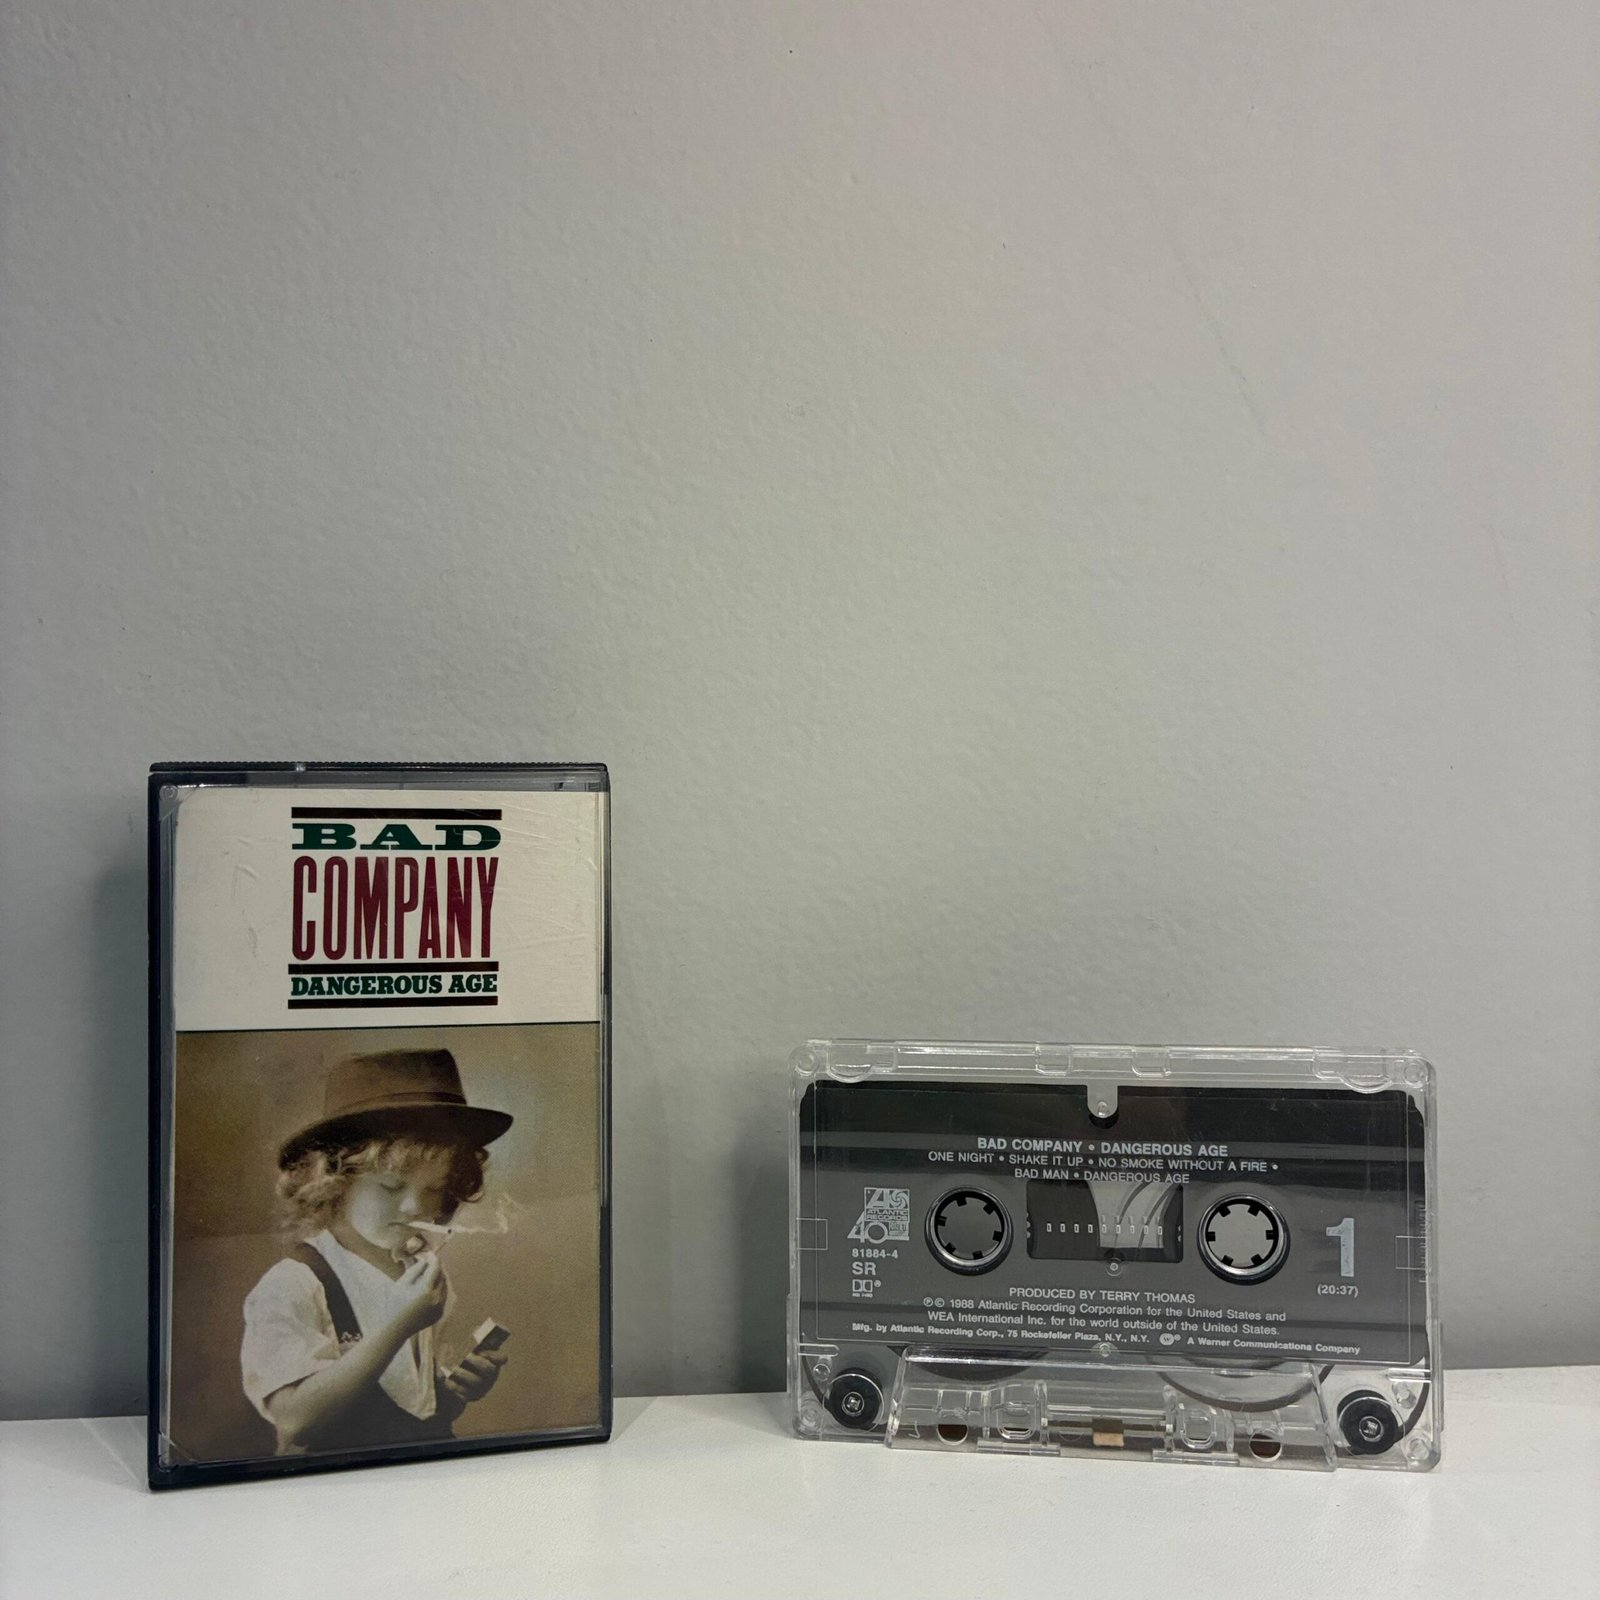 BAD
COMPANY
DANGEROUS AGE
BAD COMPANY • DANGEROUS AGE
ONE NIGHT • SHAKE IT UP • NO SMOKE WITHOUT A FIRE •
BAD MAN • DANGEROUS AGE
ATLANTIC
RECORDS
40
81884-4
SR
1
(20:37)
PRODUCED BY TERRY THOMAS
℗© 1988 Atlantic Recording Corporation for the United States and
WEA International Inc. for the world outside of the United States.
Mfg. by Atlantic Recording Corp., 75 Rockefeller Plaza, N.Y., N.Y. ® A Warner Communications Company